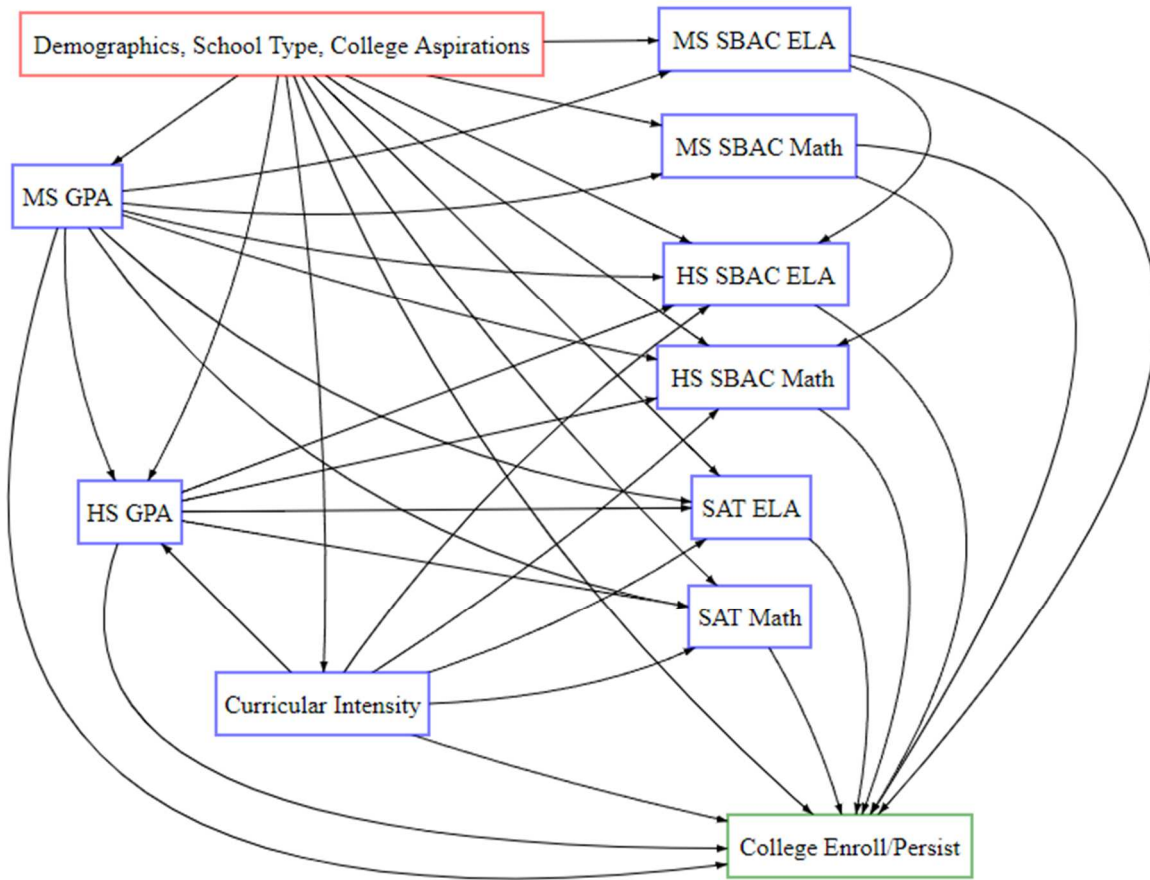 Demographics, School Type, College Aspirations
MS SBAC ELA
MS SBAC Math
MS GPA
HS SBAC ELA
HS SBAC Math
HS GPA
SAT ELA
SAT Math
Curricular Intensity
College Enroll/Persist